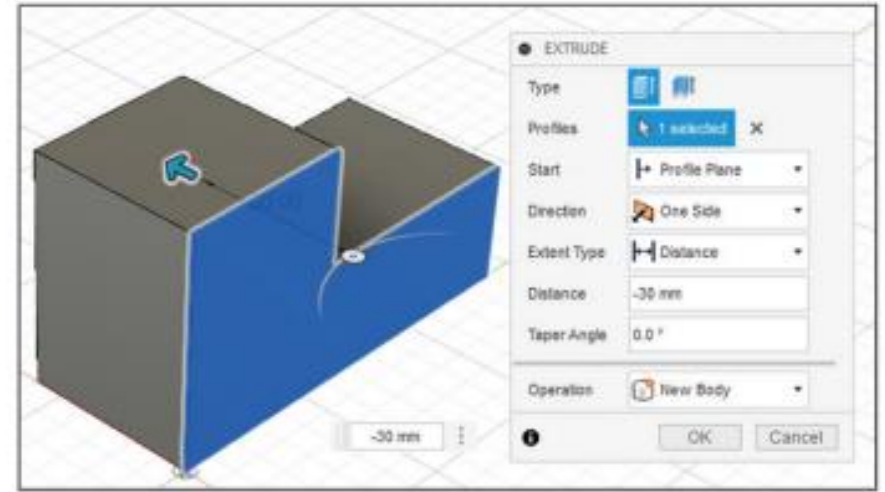 EXTRUDE
Type
Profiles 1 selected ×
Start Profile Plane
Direction One Side
Extent Type Distance
Distance -30 mm
Taper Angle 0.0 °
Operation New Body
-30 mm
OK Cancel